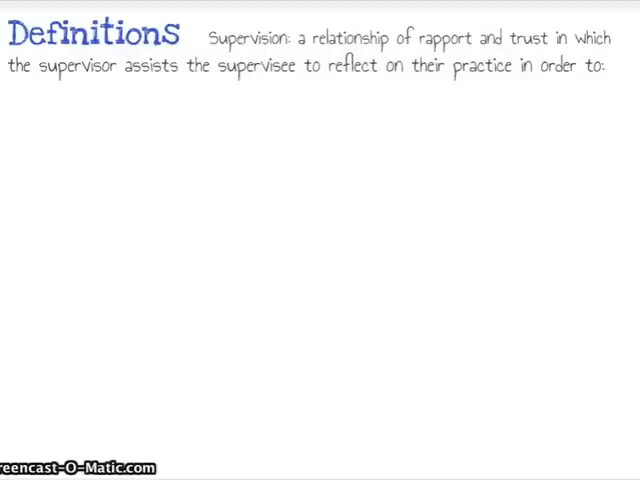 Definitions Supervision: a relationship of rapport and trust in which
the supervisor assists the supervisee to reflect on their practice in order to:
reencast-O-Matic.com